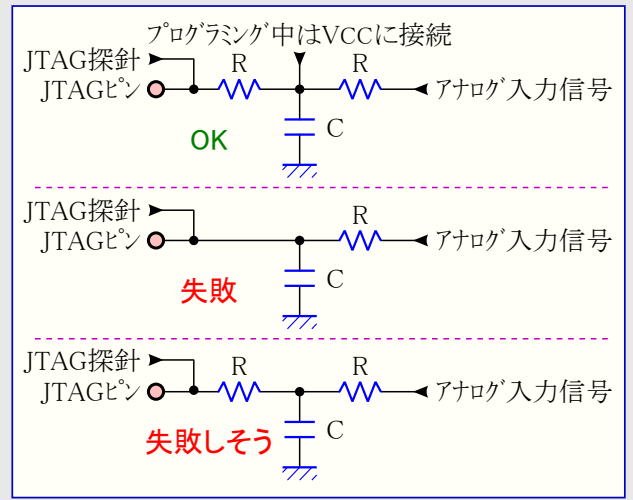 プログラミング中はVCCに接続
JTAG探針
R
R
JTAGピン
アナログ入力信号
C
OK
JTAG探針
R
JTAGピン
アナログ入力信号
C
失敗
JTAG探針
R
R
JTAGピン
アナログ入力信号
C
失敗しそう